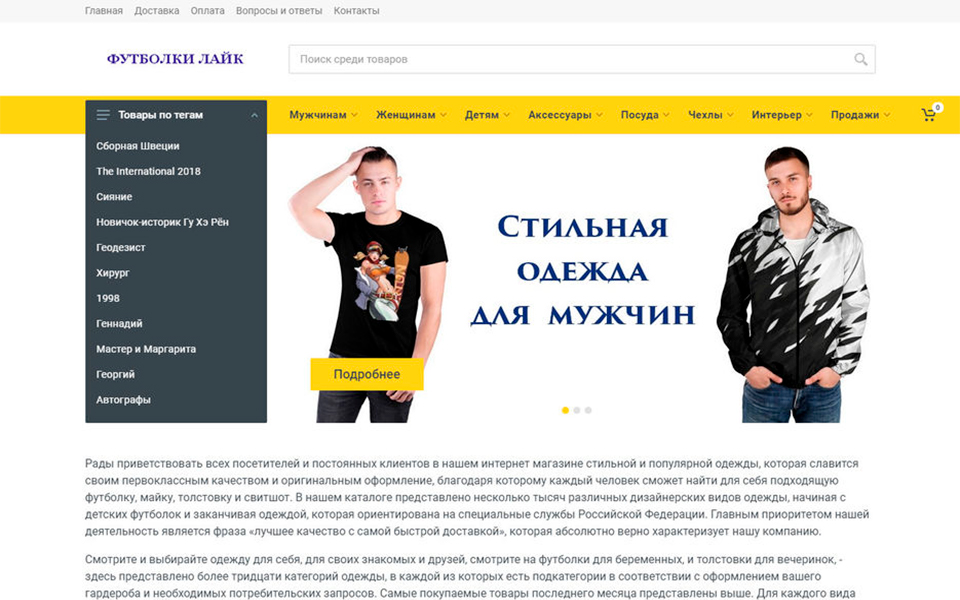 Главная Доставка Оплата Вопросы и ответы Контакты
ФУТБОЛКИ ЛАЙК
Поиск среди товаров
Товары по тегам
Мужчинам Женщинам Детям Аксессуары Посуда Чехлы Интерьер Продажи 0
Сборная Швеции
The International 2018
Сияние
Новичок-историк Гу Хэ Рён
Геодезист
Хирург
1998
Геннадий
Мастер и Маргарита
Георгий
Автографы
Стильная
одежда
для мужчин
Подробнее
Рады приветствовать всех посетителей и постоянных клиентов в нашем интернет магазине стильной и популярной одежды, которая славится
своим первоклассным качеством и оригинальным оформление, благодаря которому каждый человек сможет найти для себя подходящую
футболку, майку, толстовку и свитшот. В нашем каталоге представлено несколько тысяч различных дизайнерских видов одежды, начиная с
детских футболок и заканчивая одеждой, которая ориентирована на специальные службы Российской Федерации. Главным приоритетом нашей
деятельность является фраза «лучшее качество с самой быстрой доставкой», которая абсолютно верно характеризует нашу компанию.
Смотрите и выбирайте одежду для себя, для своих знакомых и друзей, смотрите на футболки для беременных, и толстовки для вечеринок, -
здесь представлено более тридцати категорий одежды, в каждой из которых есть подкатегории в соответствии с оформлением вашего
гардероба и необходимых потребительских запросов. Самые покупаемые товары последнего месяца представлены выше. Для каждого вида